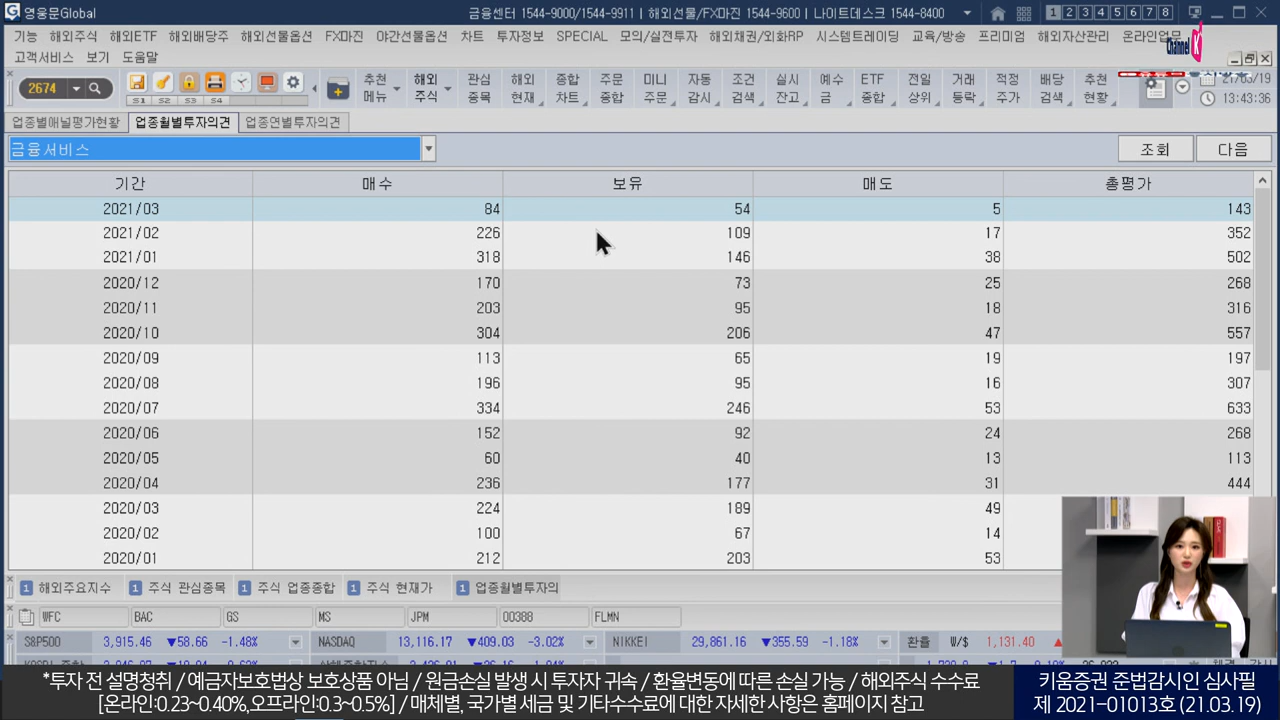 영웅문Global 금융센터 1544-9000/1544-9911 | 해외선물/FX마진 1544-9600 | 나이트데스크 1544-8400 1 2 3 4 5 6 7 8
기능 해외주식 해외ETF 해외배당주 해외선물옵션 FX마진 야간선물옵션 차트 투자정보 SPECIAL 모의/실전투자 해외채권/외화RP 시스템트레이딩 교육/방송 프리미엄 해외자산관리 온라인업무
Channel K
고객서비스 보기 도움말
2674 S1 S2 S3 S4 추천메뉴 해외주식 관심종목 해외현재 종합차트 주문종합 미니주문 자동감시 조건검색 실시잔고 예수금 ETF종합 전일상위 거래등락 적정주가 배당검색 추천현황
13:43:36
업종별애널평가현황 업종월별투자의견 업종연별투자의견
금융서비스 조회 다음
기간 매수 보유 매도 총평가
2021/03 84 54 5 143
2021/02 226 109 17 352
2021/01 318 146 38 502
2020/12 170 73 25 268
2020/11 203 95 18 316
2020/10 304 206 47 557
2020/09 113 65 19 197
2020/08 196 95 16 307
2020/07 334 246 53 633
2020/06 152 92 24 268
2020/05 60 40 13 113
2020/04 236 177 31 444
2020/03 224 189 49
2020/02 100 67 14
2020/01 212 203 53
1 해외주요지수 1 주식 관심종목 1 주식 업종종합 1 주식 현재가 1 업종월별투자의
WFC BAC GS MS JPM 00388 FLMN
S&P500 3,915.46 ▼58.66 -1.48% NASDAQ 13,116.17 ▼409.03 -3.02% NIKKEI 29,861.16 ▼355.59 -1.18% 환율 W/$ 1,131.40 ▲
*투자 전 설명청취 / 예금자보호법상 보호상품 아님 / 원금손실 발생 시 투자자 귀속 / 환율변동에 따른 손실 가능 / 해외주식 수수료
[온라인:0.23~0.40%,오프라인:0.3~0.5%] / 매체별, 국가별 세금 및 기타수수료에 대한 자세한 사항은 홈페이지 참고
키움증권 준법감시인 심사필
제 2021-01013호 (21.03.19)